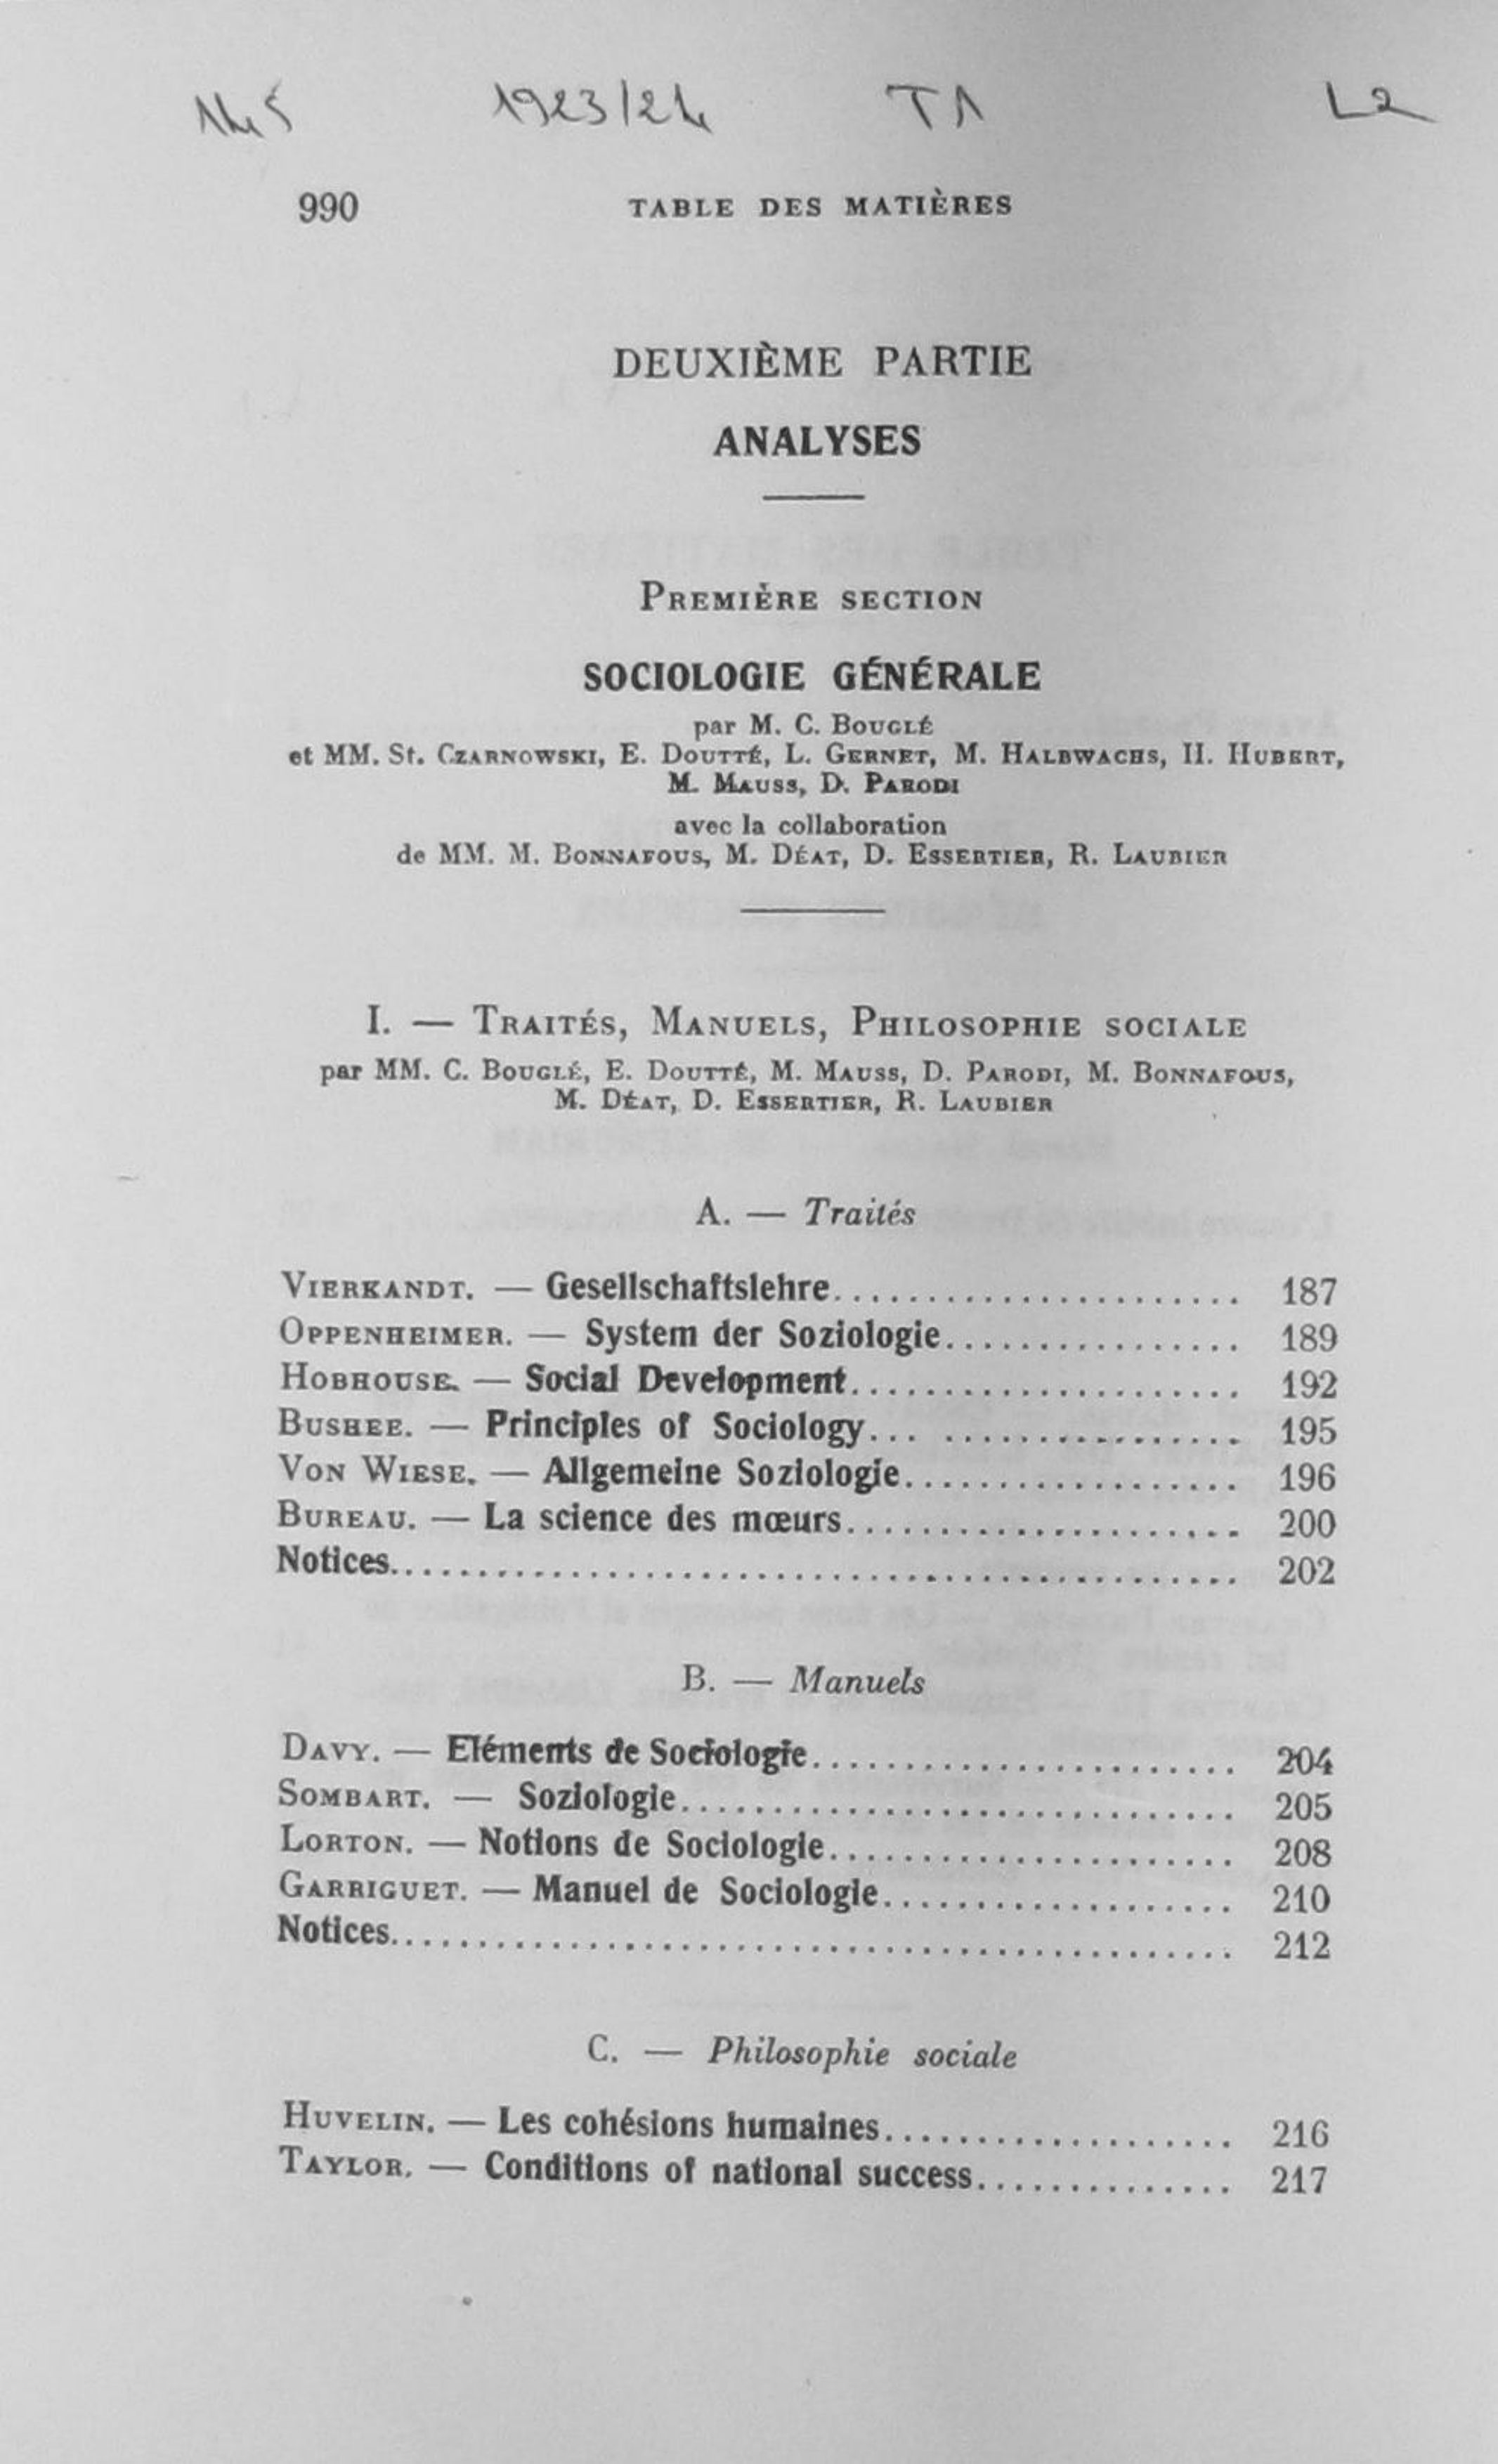 1923/24 T1 L2
990 TABLE DES MATIÈRES
DEUXIÈME PARTIE
ANALYSES
PREMIÈRE SECTION
SOCIOLOGIE GÉNÉRALE
par M. C. BOUGLÉ
et MM. St. CZARNOWSKI, E. DOUTTÉ, L. GERNET, M. HALBWACHS, H. HUBERT,
M. MAUSS, D. PARODI
avec la collaboration
de MM. M. BONNAFOUS, M. DÉAT, D. ESSERTIER, R. LAUBIER
I. — TRAITÉS, MANUELS, PHILOSOPHIE SOCIALE
par MM. C. BOUGLÉ, E. DOUTTÉ, M. MAUSS, D. PARODI, M. BONNAFOUS,
M. DÉAT, D. ESSERTIER, R. LAUBIER
A. — Traités
VIERKANDT. — Gesellschaftslehre........................ 187
OPPENHEIMER. — System der Soziologie................. 189
HOBHOUSE. — Social Development...................... 192
BUSHEE. — Principles of Sociology... ................. 195
VON WIESE. — Allgemeine Soziologie................... 196
BUREAU. — La science des mœurs...................... 200
Notices............................................... 202
B. — Manuels
DAVY. — Eléments de Sociologie........................ 204
SOMBART. — Soziologie............................... 205
LORTON. — Notions de Sociologie...................... 208
GARRIGUET. — Manuel de Sociologie................... 210
Notices............................................... 212
C. — Philosophie sociale
HUVELIN. — Les cohésions humaines................... 216
TAYLOR. — Conditions of national success.............. 217